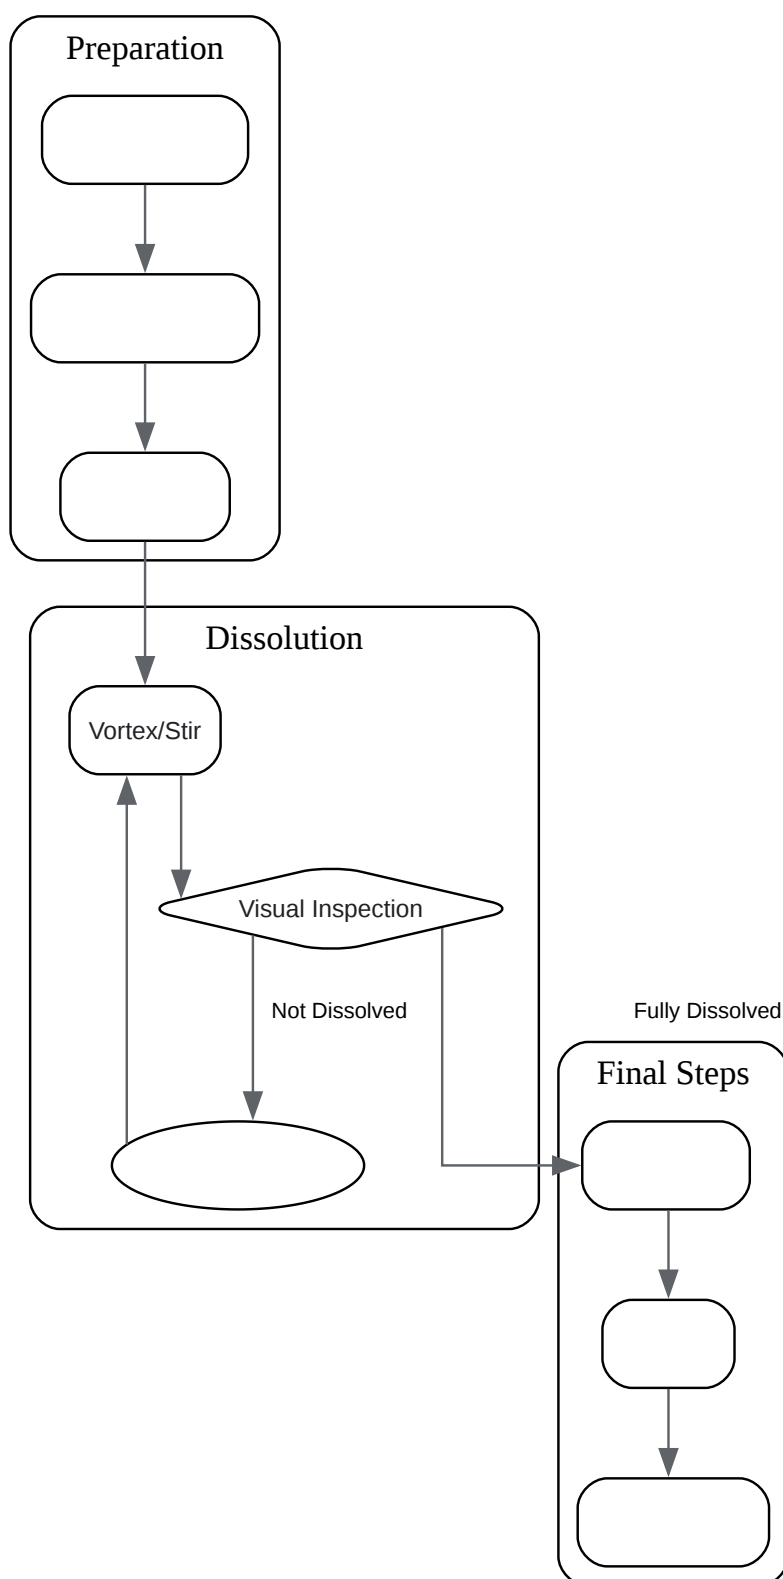 Preparation
Dissolution
Vortex/Stir
Visual Inspection
Not Dissolved
Fully Dissolved
Final Steps